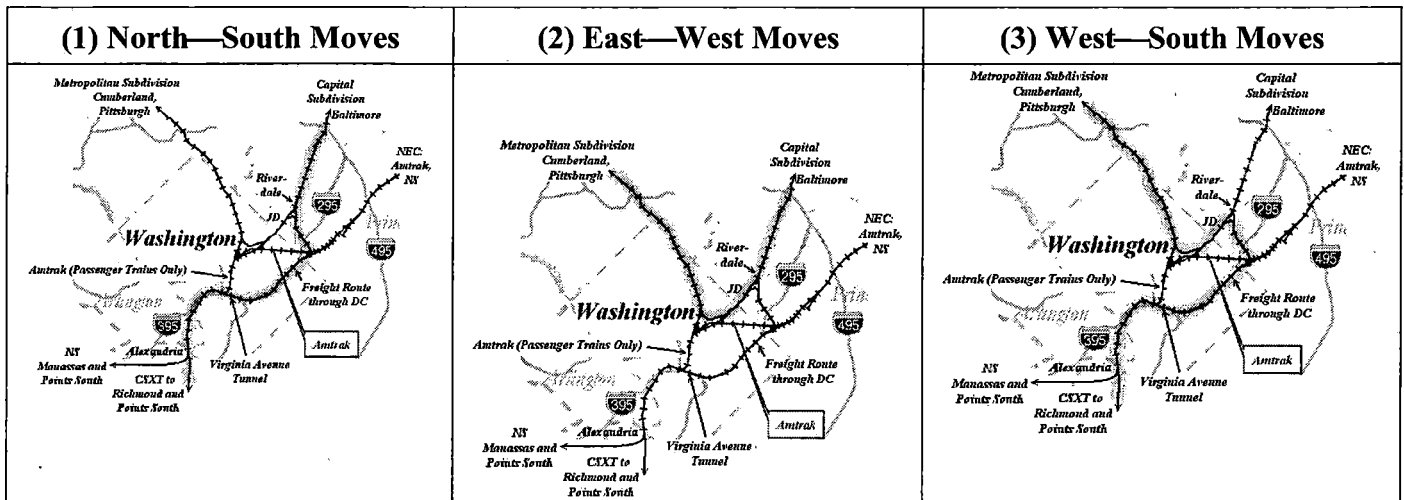 (1) North—South Moves
Metropolitan Subdivision
Cumberland,
Pittsburgh
Capital
Subdivision
Baltimore
NEC:
Amtrak,
NS
River-
dale
JD
295
Washington
495
Amtrak (Passenger Trains Only)
Freight Route
through DC
395
Alexandria
Amtrak
NS
Manassas and
Points South
CSXT to
Richmond and
Points South
Virginia Avenue
Tunnel
(2) East—West Moves
Metropolitan Subdivision
Cumberland,
Pittsburgh
Capital
Subdivision
Baltimore
NEC:
Amtrak,
NS
River-
dale
JD
295
Washington
495
Amtrak (Passenger Trains Only)
Freight Route
through DC
395
Alexandria
Amtrak
NS
Manassas and
Points South
CSXT to
Richmond and
Points South
Virginia Avenue
Tunnel
(3) West—South Moves
Metropolitan Subdivision
Cumberland,
Pittsburgh
Capital
Subdivision
Baltimore
NEC:
Amtrak,
NS
River-
dale
JD
295
Washington
495
Amtrak (Passenger Trains Only)
Freight Route
through DC
395
Alexandria
Amtrak
NS
Manassas and
Points South
CSXT to
Richmond and
Points South
Virginia Avenue
Tunnel